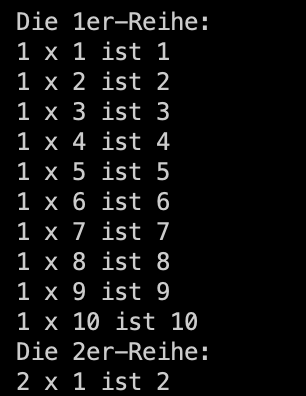 Die 1er-Reihe:
1 x 1 ist 1
1 x 2 ist 2
1 x 3 ist 3
1 x 4 ist 4
1 x 5 ist 5
1 x 6 ist 6
1 x 7 ist 7
1 x 8 ist 8
1 x 9 ist 9
1 x 10 ist 10
Die 2er-Reihe:
2 x 1 ist 2